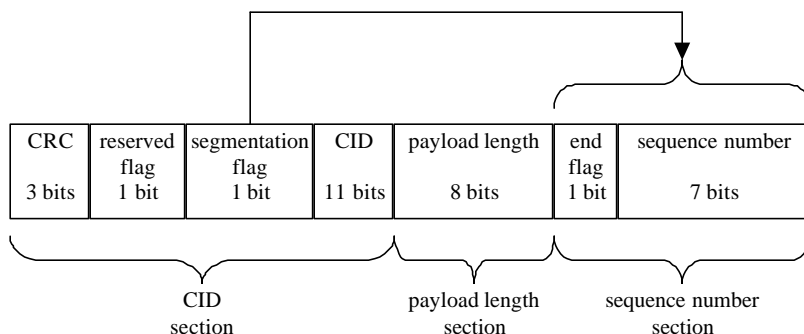 CRC reserved segmentation CID payload length end sequence number
flag flag flag
3 bits 1 bit 1 bit 11 bits 8 bits 1 bit 7 bits
CID payload length sequence number
section section section